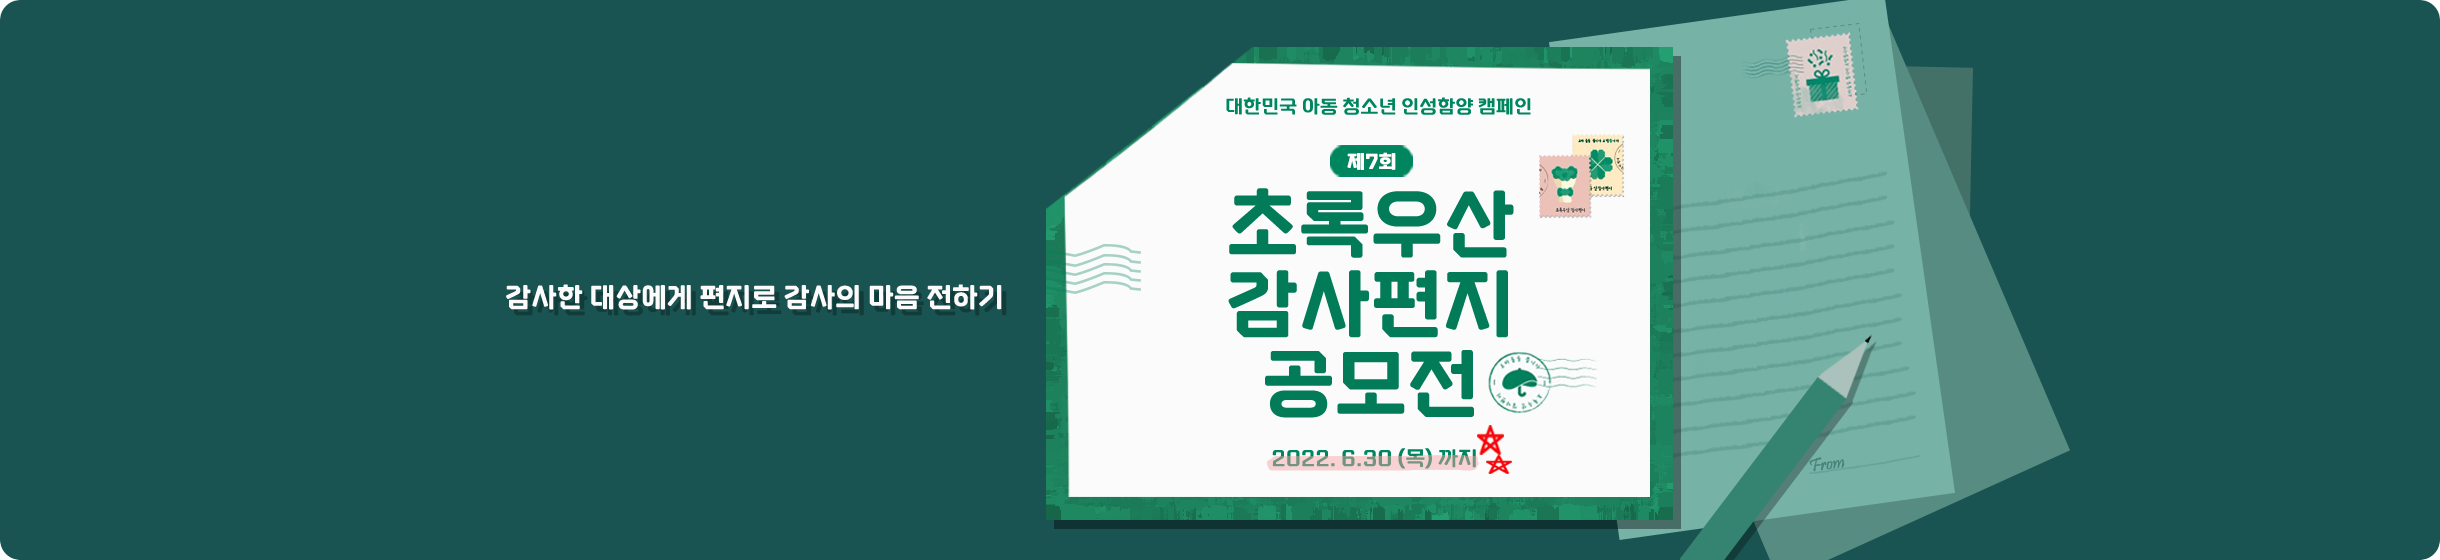 감사한 대상에게 편지로 감사의 마음 전하기
대한민국 아동 청소년 인성함양 캠페인
제7회
초록우산
감사편지
공모전
2022. 6.30 (목) 까지
From